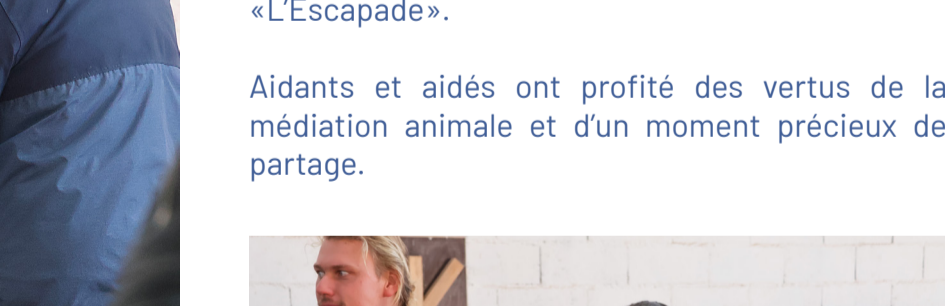 «L’Escapade».
Aidants et aidés ont profité des vertus de la
médiation animale et d’un moment précieux de
partage.